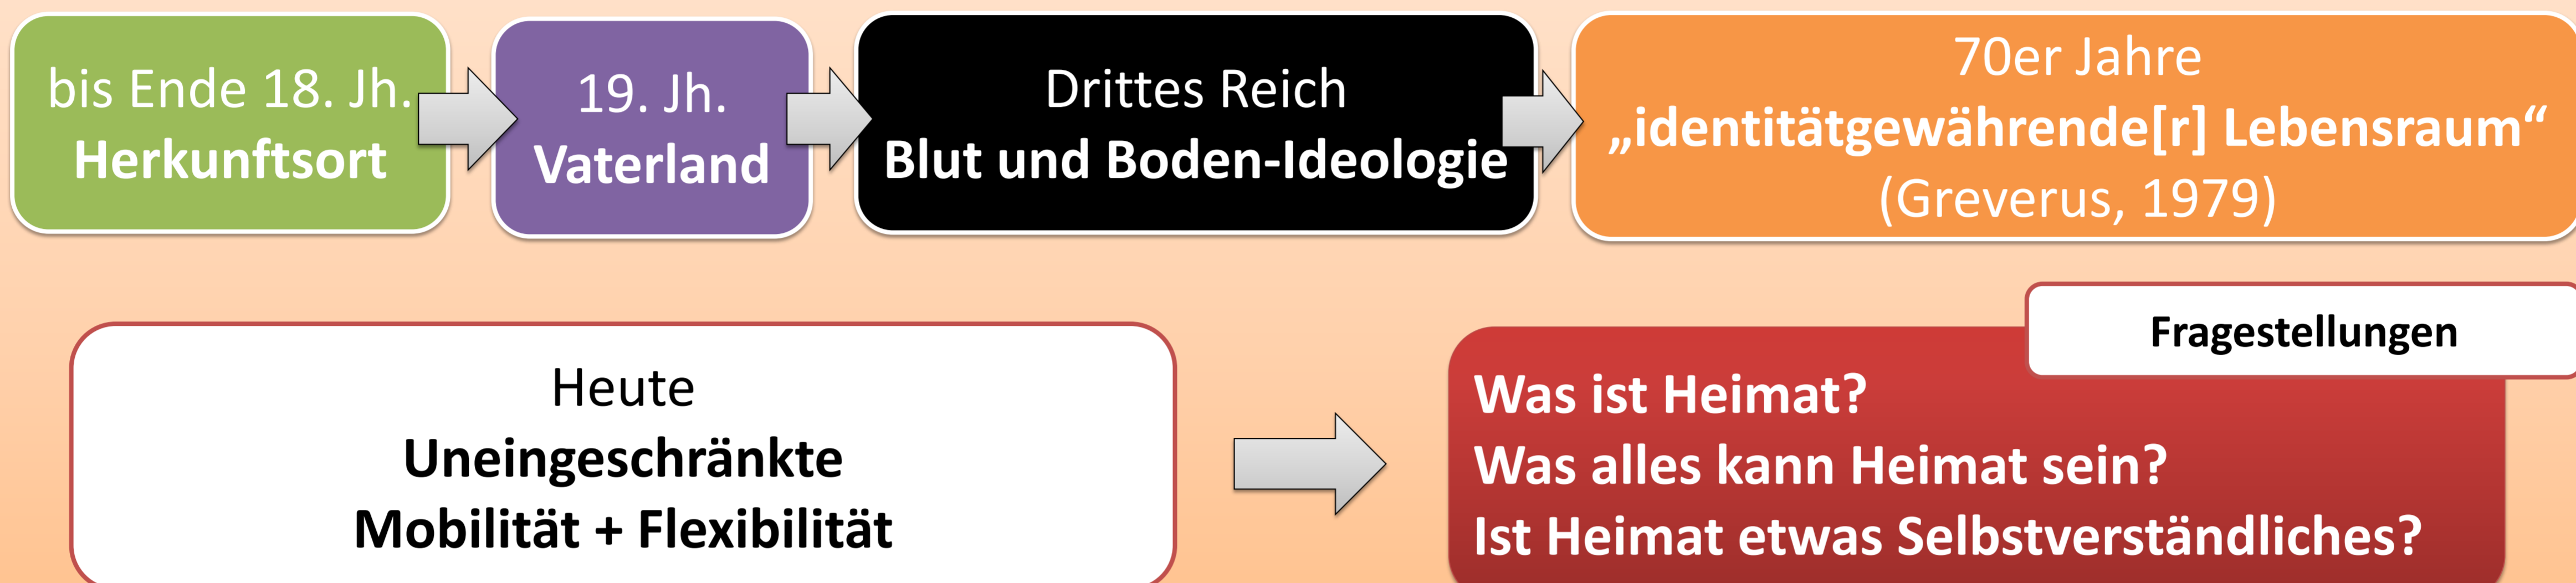 bis Ende 18. Jh.
Herkunftsort
19. Jh.
Vaterland
Drittes Reich
Blut und Boden-Ideologie
70er Jahre
„identitätgewährende[r] Lebensraum“
(Greverus, 1979)
Heute
Uneingeschränkte
Mobilität + Flexibilität
Fragestellungen
Was ist Heimat?
Was alles kann Heimat sein?
Ist Heimat etwas Selbstverständliches?